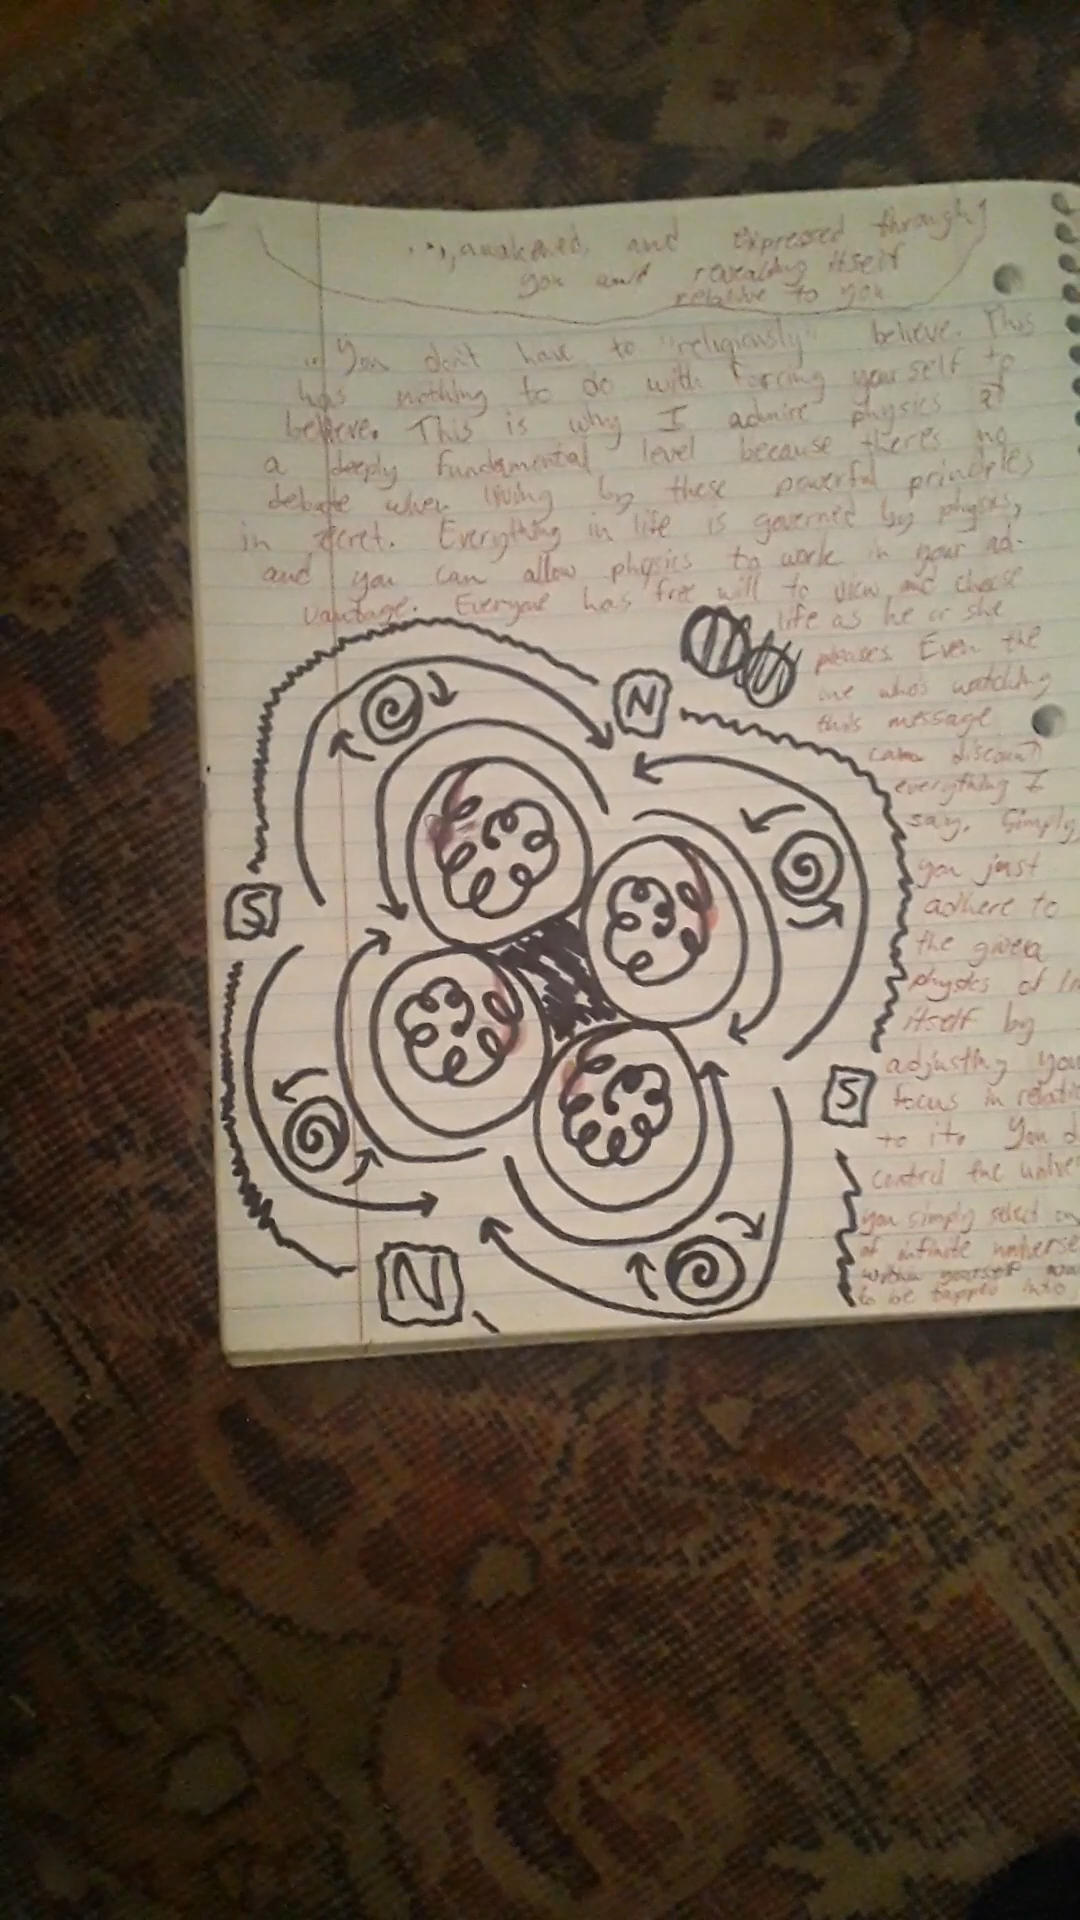 ..., awakened, and expressed through
you and revealing itself
relative to you
... You don't have to "religiously" believe. This
has nothing to do with forcing yourself to
believe. This is why I admire physics at
a deeply fundamental level because there's no
debate when living by these powerful principles
in secret. Everything in life is governed by physics,
and you can allow physics to work in your ad-
vantage. Everyone has free will to view and choose
life as he or she
pleases. Even the
one who's watching
this message
can discount
everything I
say. Simply,
you just
adhere to
the given
physics of
itself by
adjusting
focus in
to it. You
control the
you simply select
of infinite
within yourself
to be tapped into
N
S
S
N